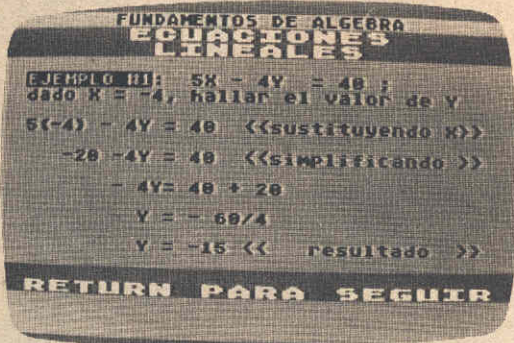 FUNDAMENTOS DE ALGEBRA
ECUACIONES
LINEALES
EJEMPLO #1: 5X - 4Y = 40 ;
dado X = -4, hallar el valor de Y
5(-4) - 4Y = 40 <<sustituyendo X>>
-20 -4Y = 40 <<simplificando >>
- 4Y= 40 + 20
Y = - 60/4
Y = -15 << resultado >>
RETURN PARA SEGUIR